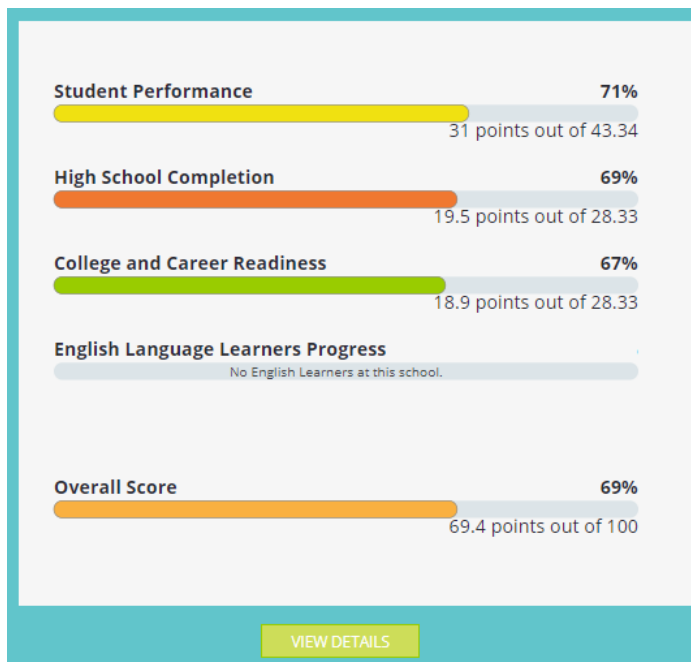 Student Performance 71%
31 points out of 43.34
High School Completion 69%
19.5 points out of 28.33
College and Career Readiness 67%
18.9 points out of 28.33
English Language Learners Progress
No English Learners at this school.
Overall Score 69%
69.4 points out of 100
VIEW DETAILS